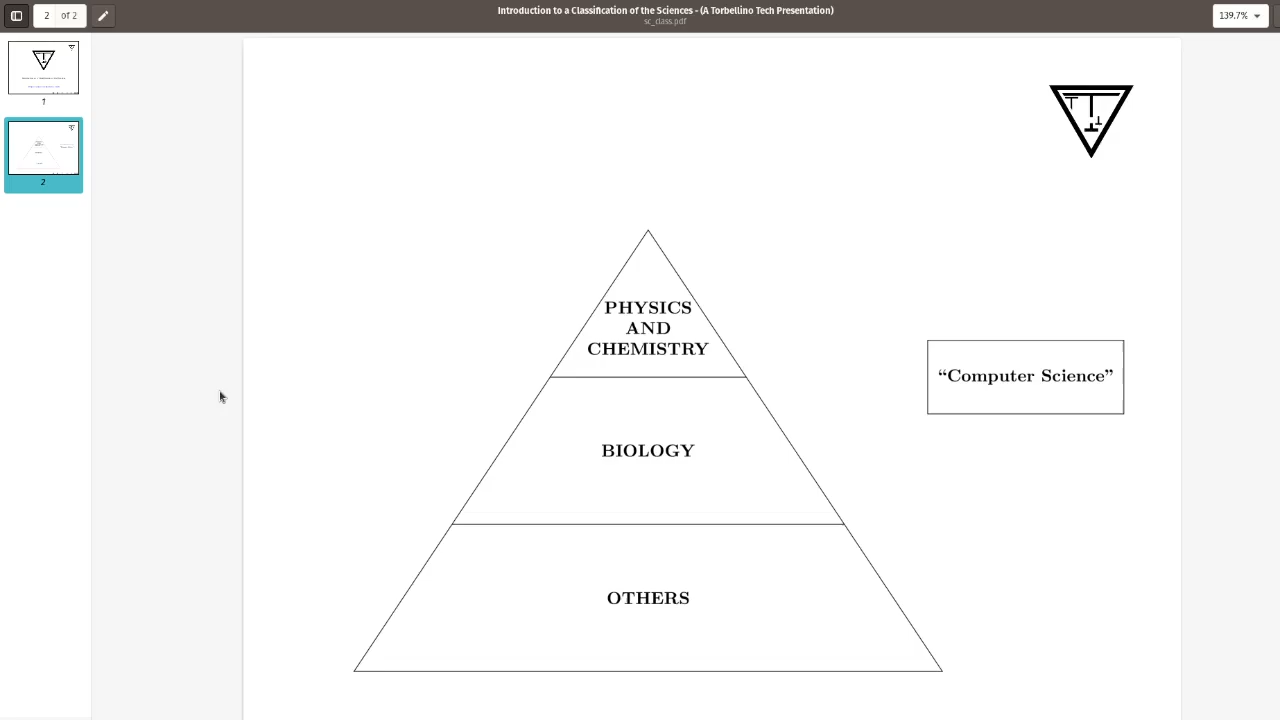 2 of 2
Introduction to a Classification of the Sciences - (A Torbellino Tech Presentation)
sc_class.pdf
139.7%
1
2
PHYSICS
AND
CHEMISTRY
“Computer Science”
BIOLOGY
OTHERS